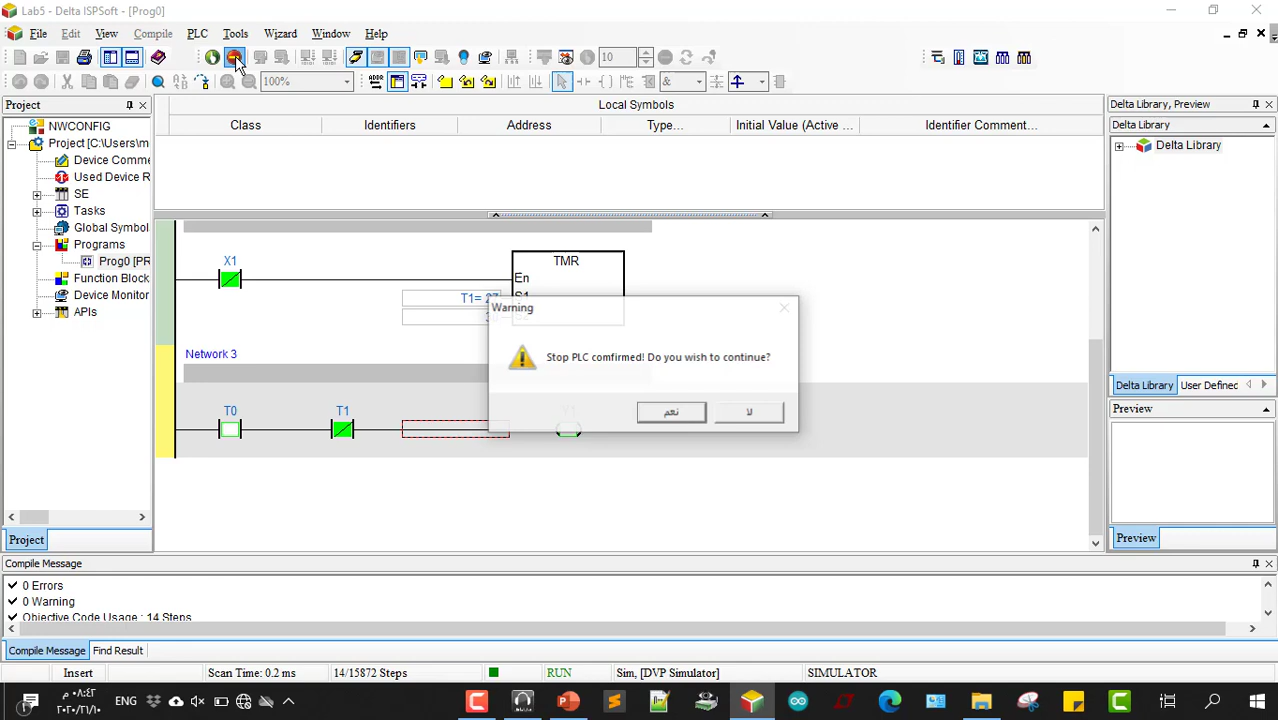 Lab5 - Delta ISPSoft - [Prog0]
File Edit View Compile PLC Tools Wizard Window Help
10
100%
ADDR
&
Project
NWCONFIG
Project [C:\Users\m
Device Comme
Used Device R
SE
Tasks
Global Symbol
Programs
Prog0 [PR
Function Block
Device Monitor
APIs
Project
Local Symbols
Class Identifiers Address Type... Initial Value (Active ... Identifier Comment...
X1
TMR
En
T1= 27
S1
Network 3
T0
T1
Warning
Stop PLC comfirmed! Do you wish to continue?
نعم
لا
Delta Library, Preview
Delta Library
Delta Library
Delta Library User Defined
Preview
Preview
Compile Message
0 Errors
0 Warning
Objective Code Usage : 14 Steps
Compile Message Find Result
Insert Scan Time: 0.2 ms 14/15872 Steps RUN Sim, [DVP Simulator] SIMULATOR
ENG